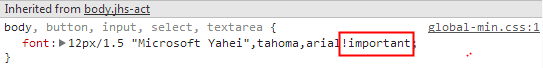 Inherited from body.jhs-act
body, button, input, select, textarea { global-min.css:1
font:▶12px/1.5 "Microsoft Yahei",tahoma,arial!important;
}